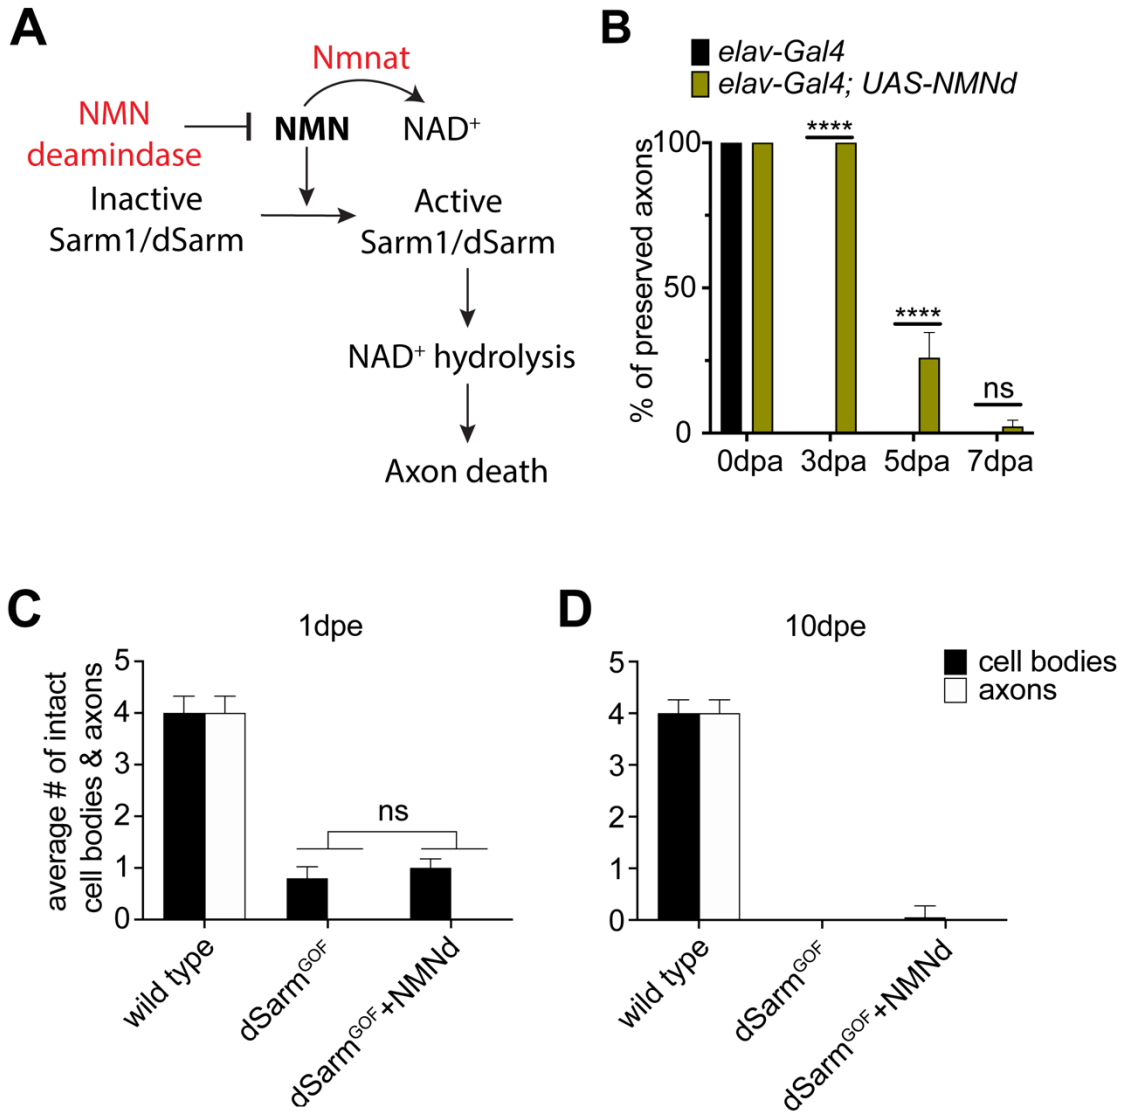 A
Nmnat
NMN
deamindase
NMN
NAD+
Inactive
Sarm1/dSarm
Active
Sarm1/dSarm
NAD+ hydrolysis
Axon death
B
elav-Gal4
elav-Gal4; UAS-NMNd
% of preserved axons
100
50
0
****
****
ns
0dpa 3dpa 5dpa 7dpa
C
1dpe
average # of intact
cell bodies & axons
5
4
3
2
1
0
ns
wild type
dSarmGOF
dSarmGOF+NMNd
D
10dpe
cell bodies
axons
5
4
3
2
1
0
wild type
dSarmGOF
dSarmGOF+NMNd